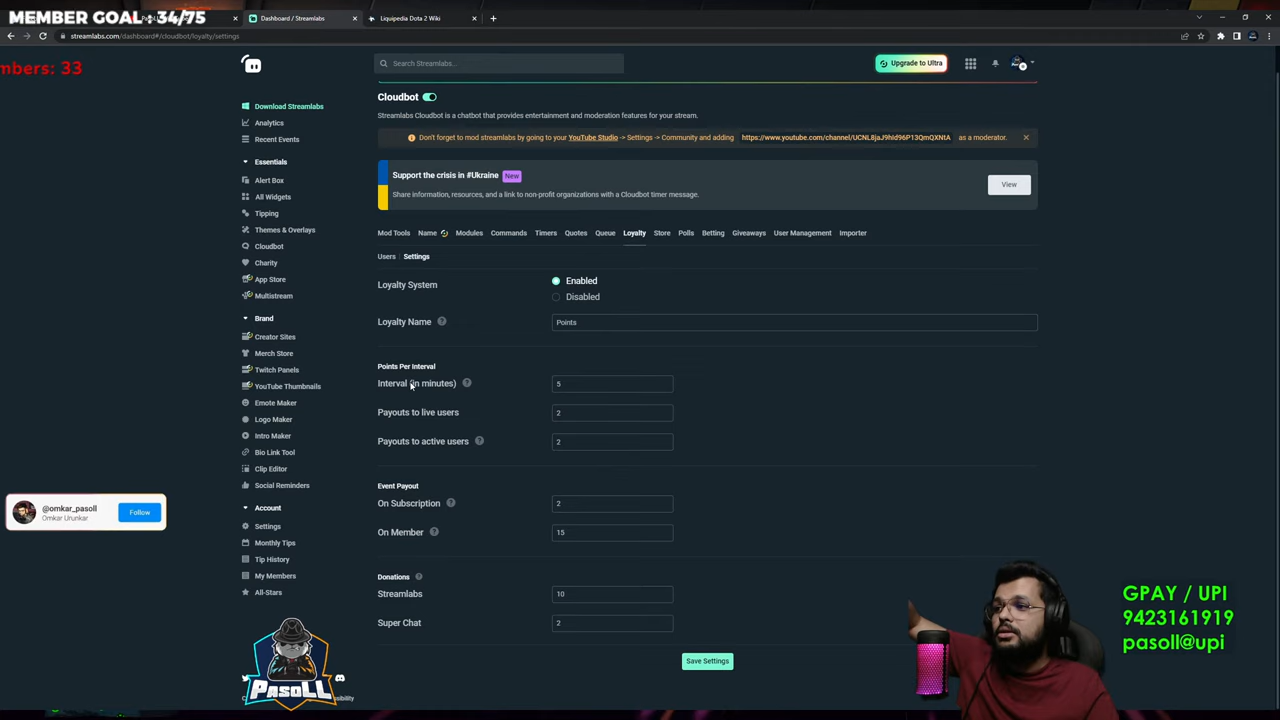 MEMBER GOAL : 34/75
Dashboard / Streamlabs
Liquipedia Dota 2 Wiki
streamlabs.com/dashboard#/cloudbot/loyalty/settings
mbers: 33
Search Streamlabs...
Upgrade to Ultra
Download Streamlabs
Analytics
Recent Events
Essentials
Alert Box
All Widgets
Tipping
Themes & Overlays
Cloudbot
Charity
App Store
Multistream
Brand
Creator Sites
Merch Store
Twitch Panels
YouTube Thumbnails
Emote Maker
Logo Maker
Intro Maker
Bio Link Tool
Clip Editor
Social Reminders
Account
Settings
Monthly Tips
Tip History
My Members
All-Stars
Cloudbot
Streamlabs Cloudbot is a chatbot that provides entertainment and moderation features for your stream.
Don't forget to mod streamlabs by going to your YouTube Studio -> Settings -> Community and adding https://www.youtube.com/channel/UCNL8jaJ9hId96P13QmQXNtA as a moderator.
Support the crisis in #Ukraine New
Share information, resources, and a link to non-profit organizations with a Cloudbot timer message.
View
Mod Tools Name Modules Commands Timers Quotes Queue Loyalty Store Polls Betting Giveaways User Management Importer
Users Settings
Loyalty System
Enabled
Disabled
Loyalty Name
Points
Points Per Interval
Interval (in minutes) 5
Payouts to live users 2
Payouts to active users 2
Event Payout
On Subscription 2
On Member 15
Donations
Streamlabs 10
Super Chat 2
Save Settings
@omkar_pasoll
Omkar Urunkar
Follow
PASOLL
GPAY / UPI
9423161919
pasoll@upi